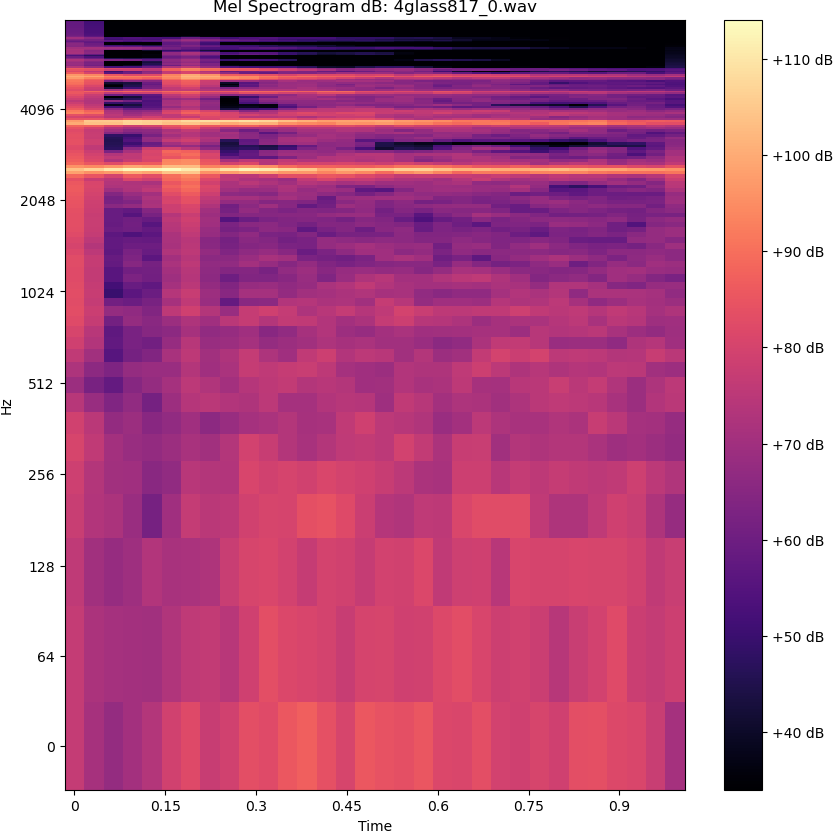 Mel Spectrogram dB: 4glass817_0.wav
+110 dB
4096
+100 dB
2048
+90 dB
1024
+80 dB
512
Hz
+70 dB
256
+60 dB
128
64
+50 dB
0
+40 dB
0 0.15 0.3 0.45 0.6 0.75 0.9
Time